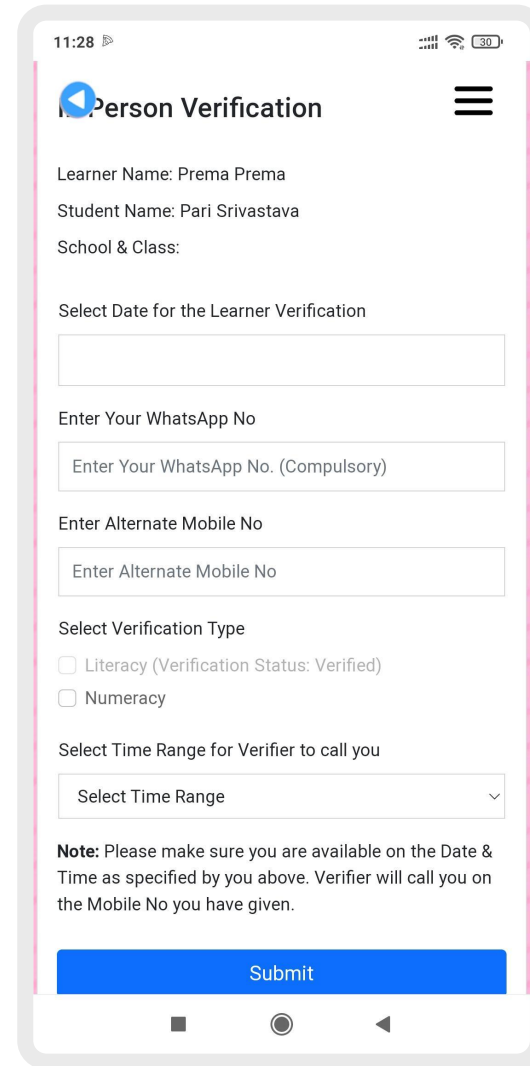 11:28
30
Person Verification
Learner Name: Prema Prema
Student Name: Pari Srivastava
School & Class:
Select Date for the Learner Verification
Enter Your WhatsApp No
Enter Your WhatsApp No. (Compulsory)
Enter Alternate Mobile No
Enter Alternate Mobile No
Select Verification Type
Literacy (Verification Status: Verified)
Numeracy
Select Time Range for Verifier to call you
Select Time Range
Note: Please make sure you are available on the Date &
Time as specified by you above. Verifier will call you on
the Mobile No you have given.
Submit